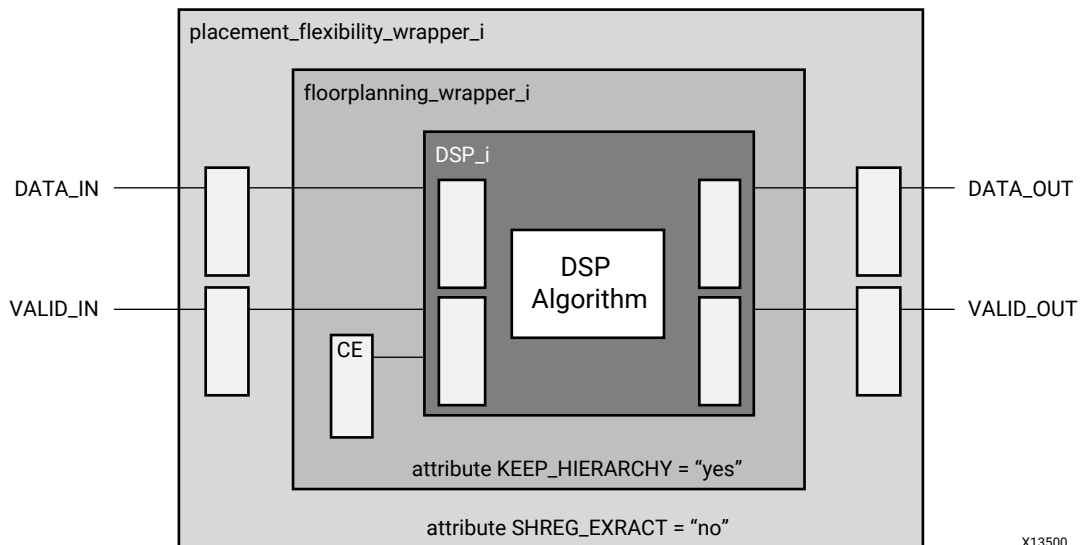 placement_flexibility_wrapper_i
floorplanning_wrapper_i
DSP_i
DATA_IN
DATA_OUT
DSP
Algorithm
VALID_IN
VALID_OUT
CE
attribute KEEP_HIERARCHY = “yes”
attribute SHREG_EXRACT = “no”
X13500